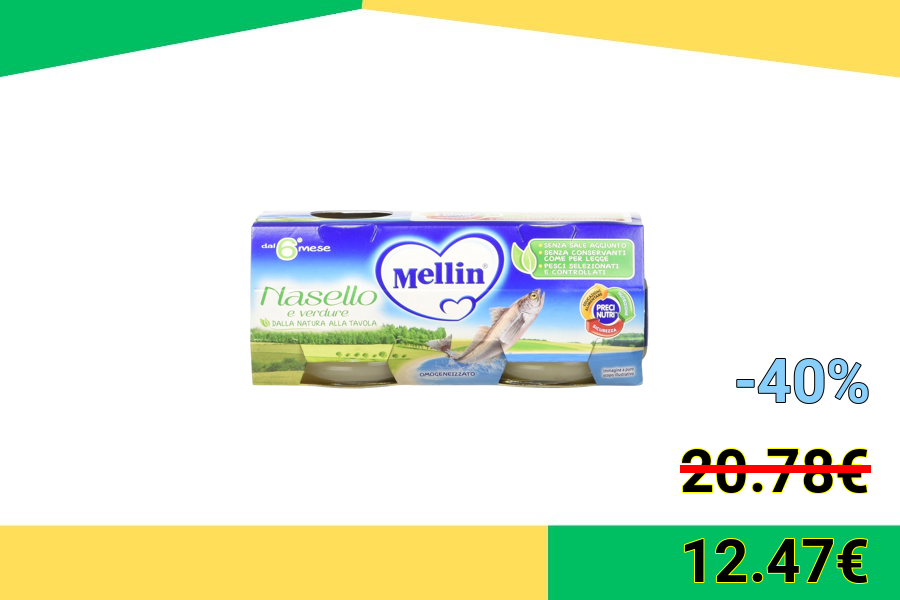 dal 6° mese
Mellin®
SENZA SALE AGGIUNTO
SENZA CONSERVANTI
COME PER LEGGE
PESCI SELEZIONATI
E CONTROLLATI
Nasello
e verdure
DALLA NATURA ALLA TAVOLA
PRECI
NUTRI
SICUREZZA
OMOGENEIZZATO
-40%
20.78€
12.47€